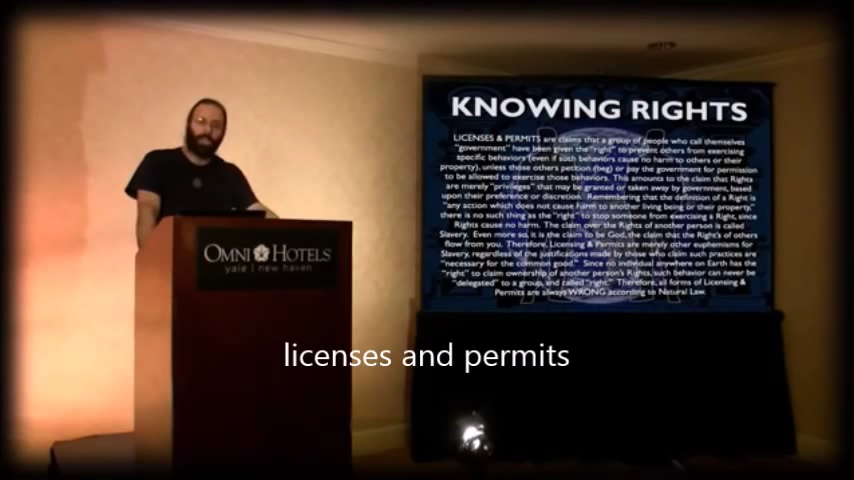 KNOWING RIGHTS
LICENSES & PERMITS are claims that a group of people who call themselves
"government" have been given the "right" to prevent others from exercising
specific behaviors (even if such behaviors cause no harm to others or their
property), unless those others petition (beg) or pay the government for permission
to be allowed to exercise those behaviors. This amounts to the claim that Rights
are merely "privileges" that may be granted or taken away by government, based
upon their preference or discretion. Remembering that the definition of a Right is
"any action which does not cause harm to another living being or their property,"
there is no such thing as the "right" to stop someone from exercising a Right, since
Rights cause no harm. The claim over the Rights of another person is called
Slavery. Even more so, it is the claim to be God, the claim that the Right's of others
flow from you. Therefore, Licensing & Permits are merely other euphemisms for
Slavery, regardless of the justifications made by those who claim such practices are
"necessary for the common good." Since no individual anywhere on Earth has the
"right" to claim ownership of another person's Rights, such behavior can never be
"delegated" to a group, and called "right." Therefore, all forms of Licensing &
Permits are always WRONG according to Natural Law.
OMNI HOTELS
yale | new haven
licenses and permits